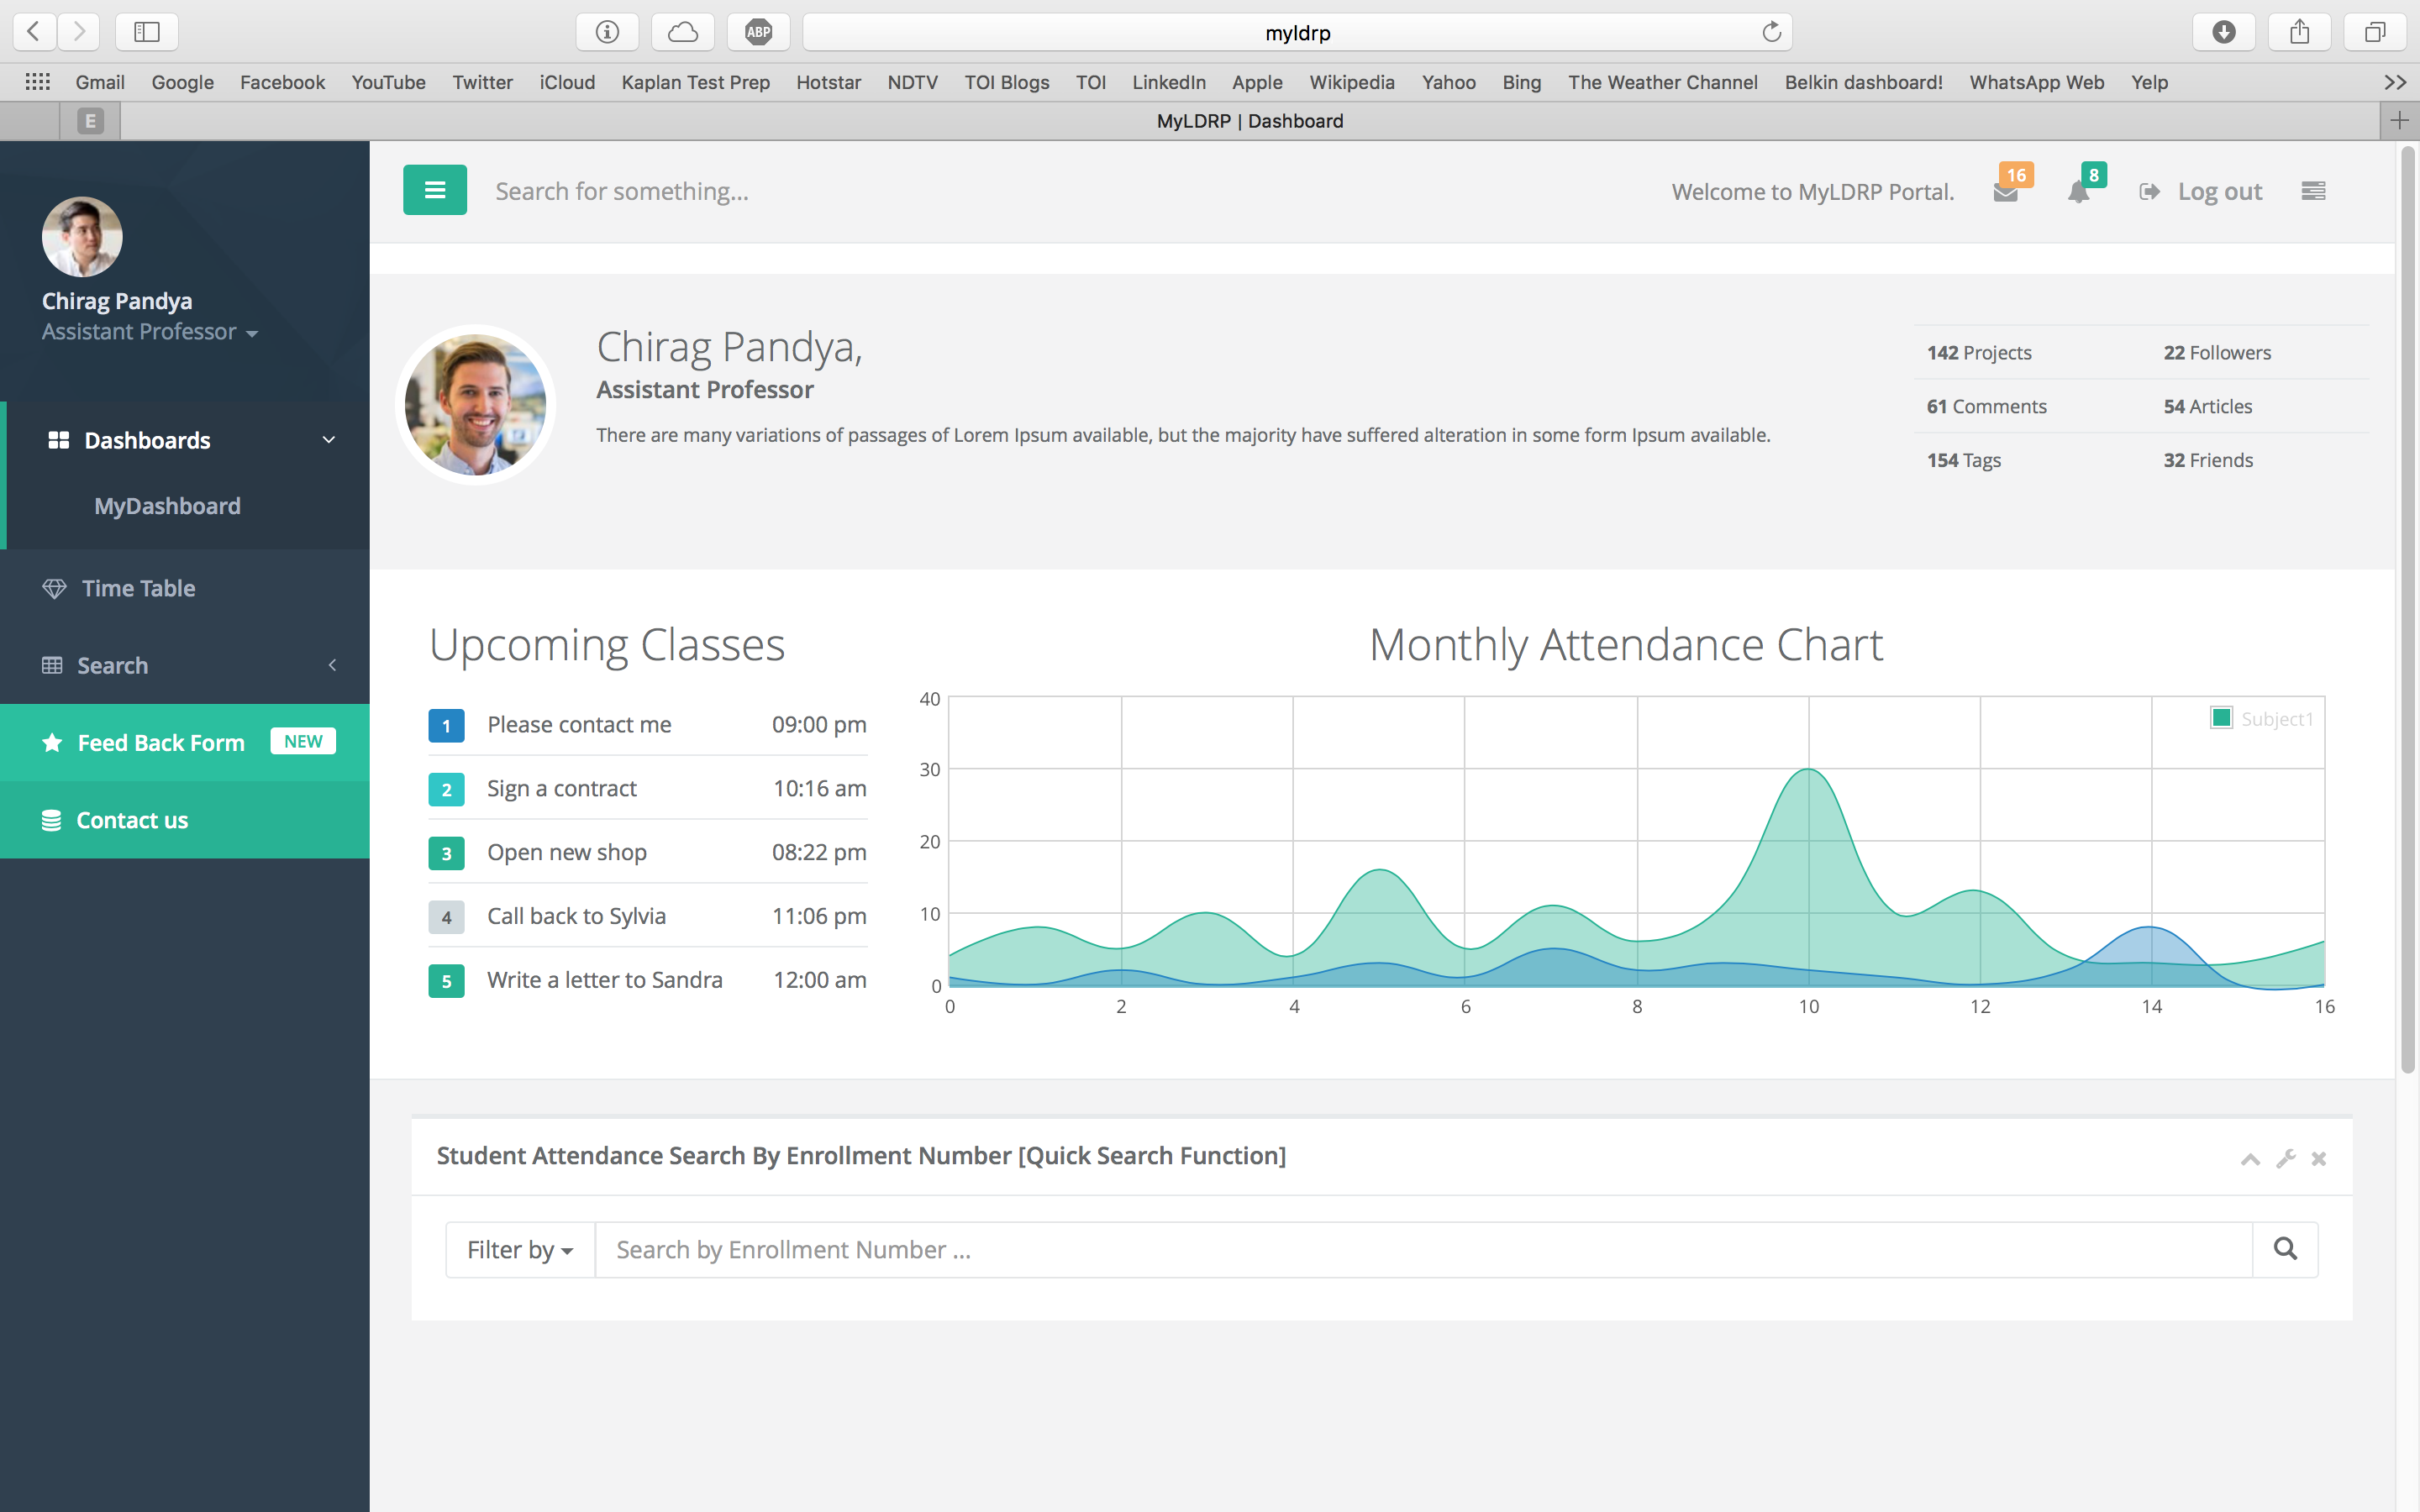 ABP
myldrp
Gmail Google Facebook YouTube Twitter iCloud Kaplan Test Prep Hotstar NDTV TOI Blogs TOI LinkedIn Apple Wikipedia Yahoo Bing The Weather Channel Belkin dashboard! WhatsApp Web Yelp
E
MyLDRP | Dashboard
Chirag Pandya
Assistant Professor
Dashboards
MyDashboard
Time Table
Search
Feed Back Form NEW
Contact us
Search for something...
Welcome to MyLDRP Portal. 16 8 Log out
Chirag Pandya,
Assistant Professor
There are many variations of passages of Lorem Ipsum available, but the majority have suffered alteration in some form Ipsum available.
142 Projects 22 Followers
61 Comments 54 Articles
154 Tags 32 Friends
Upcoming Classes
1 Please contact me 09:00 pm
2 Sign a contract 10:16 am
3 Open new shop 08:22 pm
4 Call back to Sylvia 11:06 pm
5 Write a letter to Sandra 12:00 am
Monthly Attendance Chart
40
30
20
10
0
0 2 4 6 8 10 12 14 16
Subject1
Student Attendance Search By Enrollment Number [Quick Search Function]
Filter by Search by Enrollment Number ...